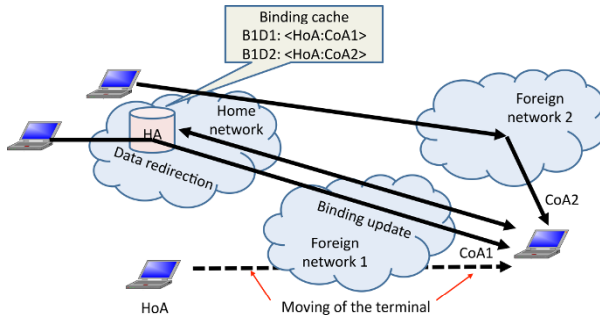 Binding cache
B1D1: <HoA:CoA1>
B1D2: <HoA:CoA2>
Home
network
HA
Data redirection
Foreign
network 2
Binding update
CoA2
Foreign
network 1
CoA1
HoA
Moving of the terminal